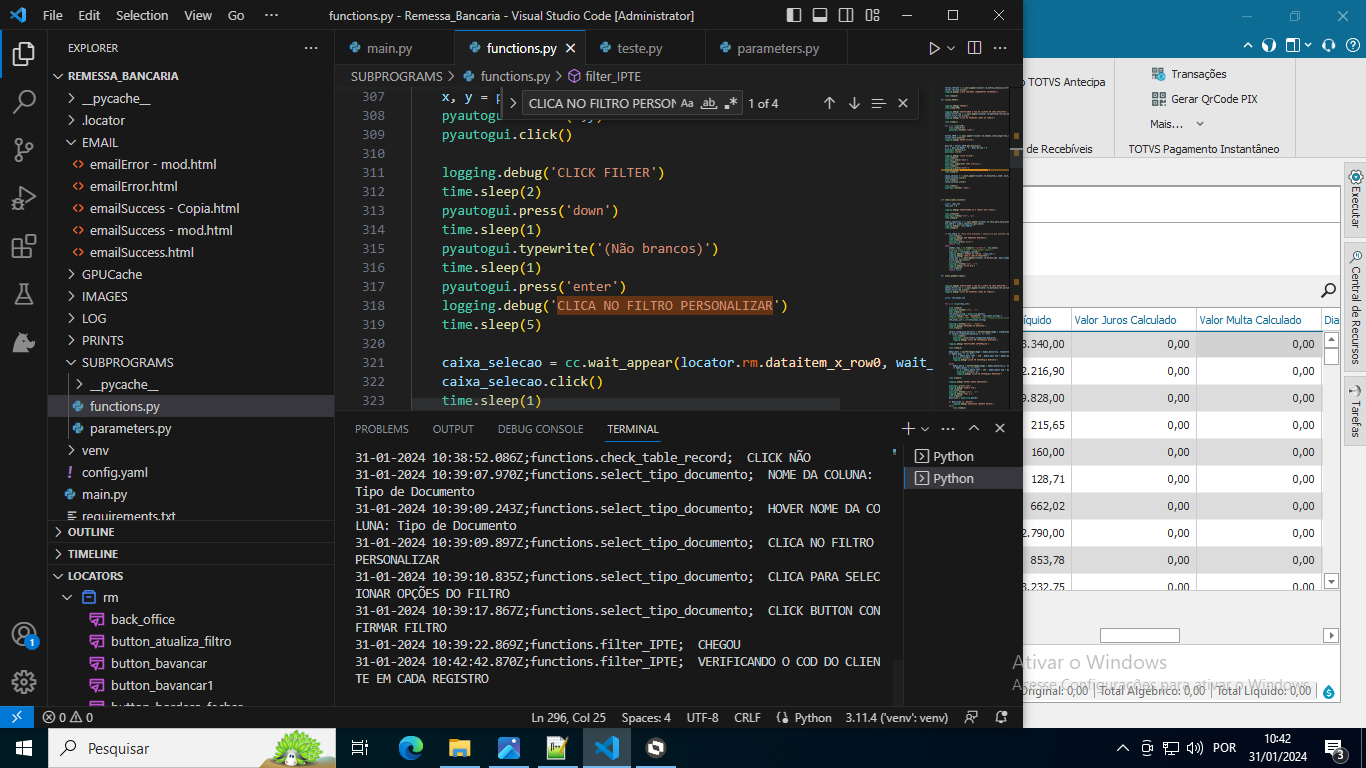 File Edit Selection View Go ··· functions.py - Remessa_Bancaria - Visual Studio Code [Administrator]
EXPLORER
REMESSA_BANCARIA
__pycache__
.locator
EMAIL
emailError - mod.html
emailError.html
emailSuccess - Copia.html
emailSuccess - mod.html
emailSuccess.html
GPUCache
IMAGES
LOG
PRINTS
SUBPROGRAMS
__pycache__
functions.py
parameters.py
venv
config.yaml
main.py
requirements.txt
OUTLINE
TIMELINE
LOCATORS
rm
back_office
button_atualiza_filtro
button_bavancar
button_bavancar1
main.py functions.py teste.py parameters.py
SUBPROGRAMS > functions.py > filter_IPTE
CLICA NO FILTRO PERSON Aa ab 1 of 4
307 x, y = p
308 pyautogui
309 pyautogui.click()
310
311 logging.debug('CLICK FILTER')
312 time.sleep(2)
313 pyautogui.press('down')
314 time.sleep(1)
315 pyautogui.typewrite('(Não brancos)')
316 time.sleep(1)
317 pyautogui.press('enter')
318 logging.debug('CLICA NO FILTRO PERSONALIZAR')
319 time.sleep(5)
320
321 caixa_selecao = cc.wait_appear(locator.rm.dataitem_x_row0, wait_
322 caixa_selecao.click()
323 time.sleep(1)
PROBLEMS OUTPUT DEBUG CONSOLE TERMINAL
31-01-2024 10:38:52.086Z;functions.check_table_record; CLICK NÃO
31-01-2024 10:39:07.970Z;functions.select_tipo_documento; NOME DA COLUNA:
Tipo de Documento
31-01-2024 10:39:09.243Z;functions.select_tipo_documento; HOVER NOME DA CO
LUNA: Tipo de Documento
31-01-2024 10:39:09.897Z;functions.select_tipo_documento; CLICA NO FILTRO
PERSONALIZAR
31-01-2024 10:39:10.835Z;functions.select_tipo_documento; CLICA PARA SELEC
IONAR OPÇÕES DO FILTRO
31-01-2024 10:39:17.867Z;functions.select_tipo_documento; CLICK BUTTON CON
FIRMAR FILTRO
31-01-2024 10:39:22.869Z;functions.filter_IPTE; CHEGOU
31-01-2024 10:42:42.870Z;functions.filter_IPTE; VERIFICANDO O COD DO CLIEN
TE EM CADA REGISTRO
Python
Python
1
0 0 Ln 296, Col 25 Spaces: 4 UTF-8 CRLF Python 3.11.4 ('venv': venv)
o TOTVS Antecipa
de Recebíveis
Transações
Gerar QrCode PIX
Mais...
TOTVS Pagamento Instantâneo
Executar
Central de Recursos
Tarefas
íquido Valor Juros Calculado Valor Multa Calculado Dia
3.340,00 0,00 0,00
2.216,90 0,00 0,00
9.828,00 0,00 0,00
215,65 0,00 0,00
160,00 0,00 0,00
128,71 0,00 0,00
662,02 0,00 0,00
2.790,00 0,00 0,00
853,78 0,00 0,00
3.232,75 0,00 0,00
Ativar o Windows
Acesse Configurações para ativar o Windows.
Original: 0,00 | Total Algébrico: 0,00 | Total Líquido: 0,00
Pesquisar
POR
10:42
31/01/2024
3